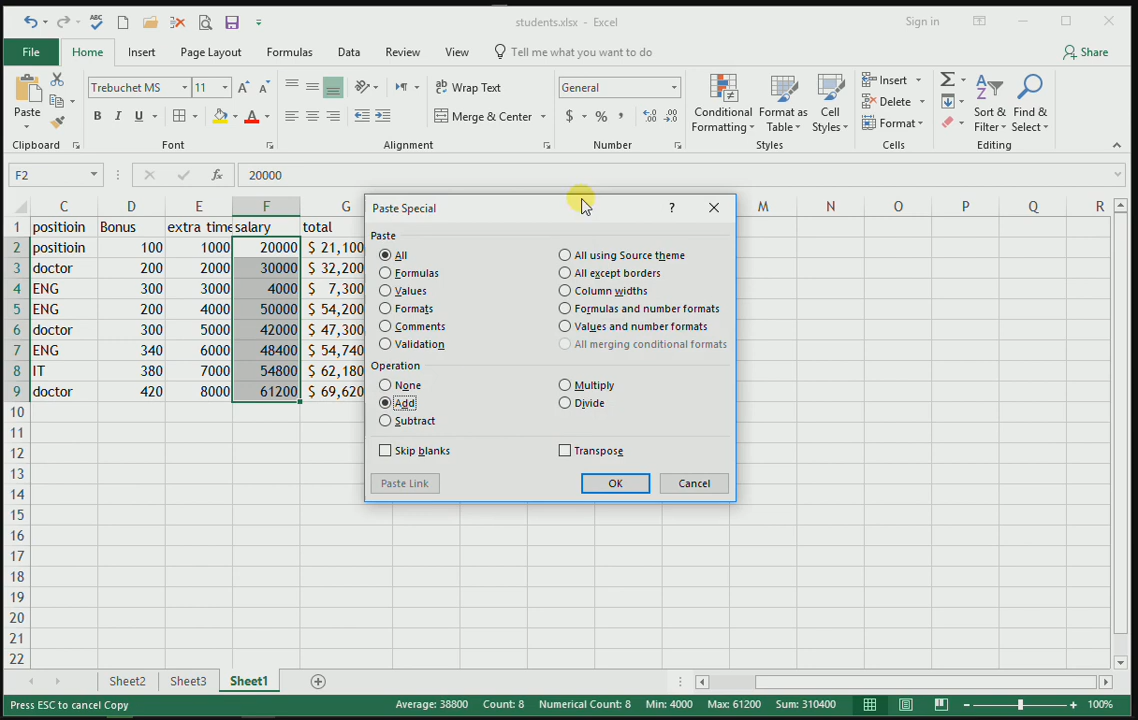 students.xlsx - Excel
Sign in
File Home Insert Page Layout Formulas Data Review View Tell me what you want to do Share
Trebuchet MS 11 Wrap Text General Insert
Paste Merge & Center $ % , Conditional Formatting Format as Table Cell Styles Delete Sort & Filter Find & Select
B I U A Format
Clipboard Font Alignment Number Styles Cells Editing
F2 fx 20000
C D E F G M N O P Q R
1 positioin Bonus extra time salary total
2 positioin 100 1000 20000 $ 21,100
3 doctor 200 2000 30000 $ 32,200
4 ENG 300 3000 4000 $ 7,300
5 ENG 200 4000 50000 $ 54,200
6 doctor 300 5000 42000 $ 47,300
7 ENG 340 6000 48400 $ 54,740
8 IT 380 7000 54800 $ 62,180
9 doctor 420 8000 61200 $ 69,620
10
11
12
13
14
15
16
17
18
19
20
21
22
Paste Special ?
Paste
All All using Source theme
Formulas All except borders
Values Column widths
Formats Formulas and number formats
Comments Values and number formats
Validation All merging conditional formats
Operation
None Multiply
Add Divide
Subtract
Skip blanks Transpose
Paste Link OK Cancel
Sheet2 Sheet3 Sheet1
Press ESC to cancel Copy Average: 38800 Count: 8 Numerical Count: 8 Min: 4000 Max: 61200 Sum: 310400 100%